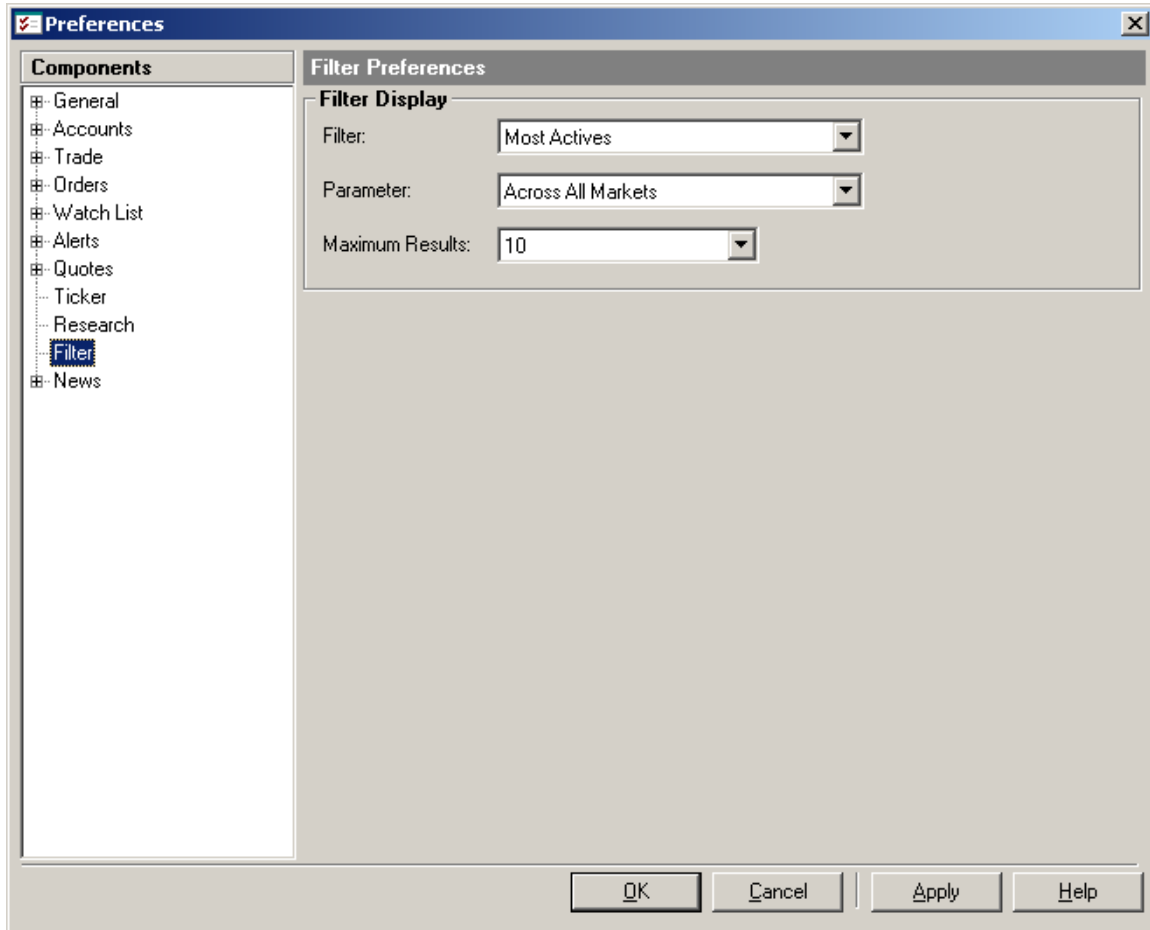 Preferences
Components
General
Accounts
Trade
Orders
Watch List
Alerts
Quotes
Ticker
Research
Filter
News
Filter Preferences
Filter Display
Filter: Most Actives
Parameter: Across All Markets
Maximum Results: 10
OK Cancel Apply Help